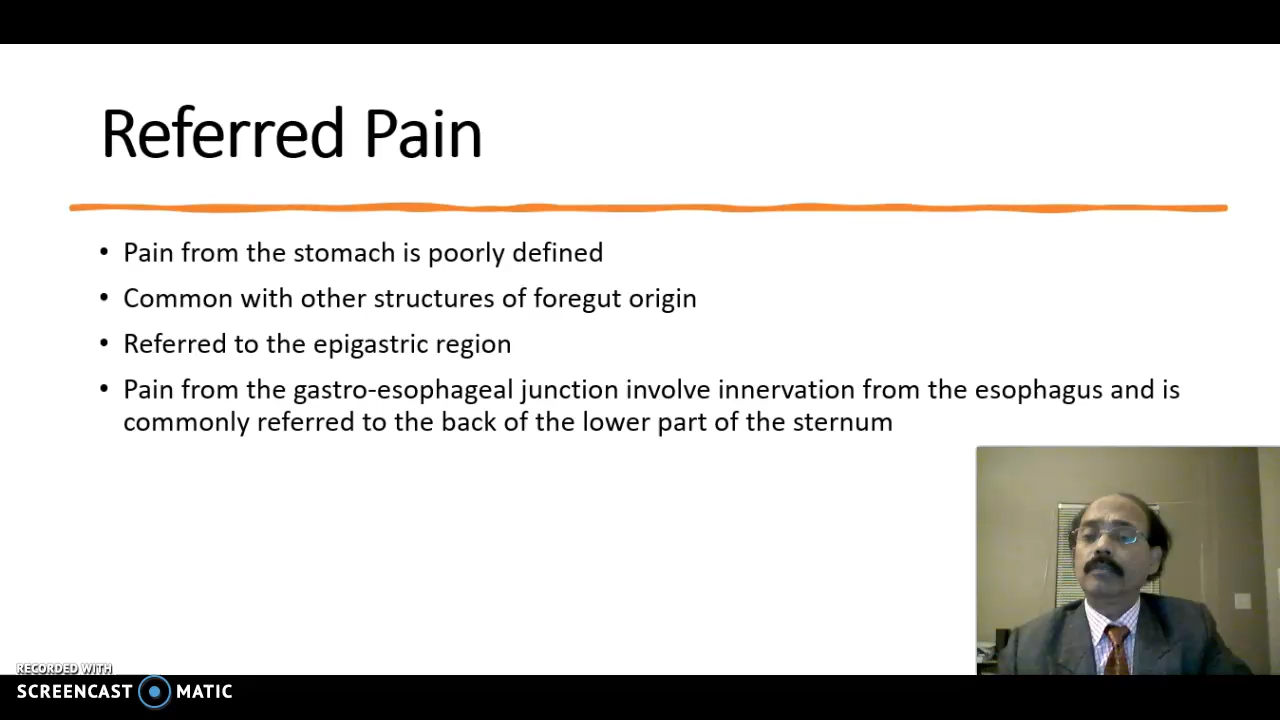 Referred Pain
• Pain from the stomach is poorly defined
• Common with other structures of foregut origin
• Referred to the epigastric region
• Pain from the gastro-esophageal junction involve innervation from the esophagus and is
commonly referred to the back of the lower part of the sternum
RECORDED WITH
SCREENCAST MATIC